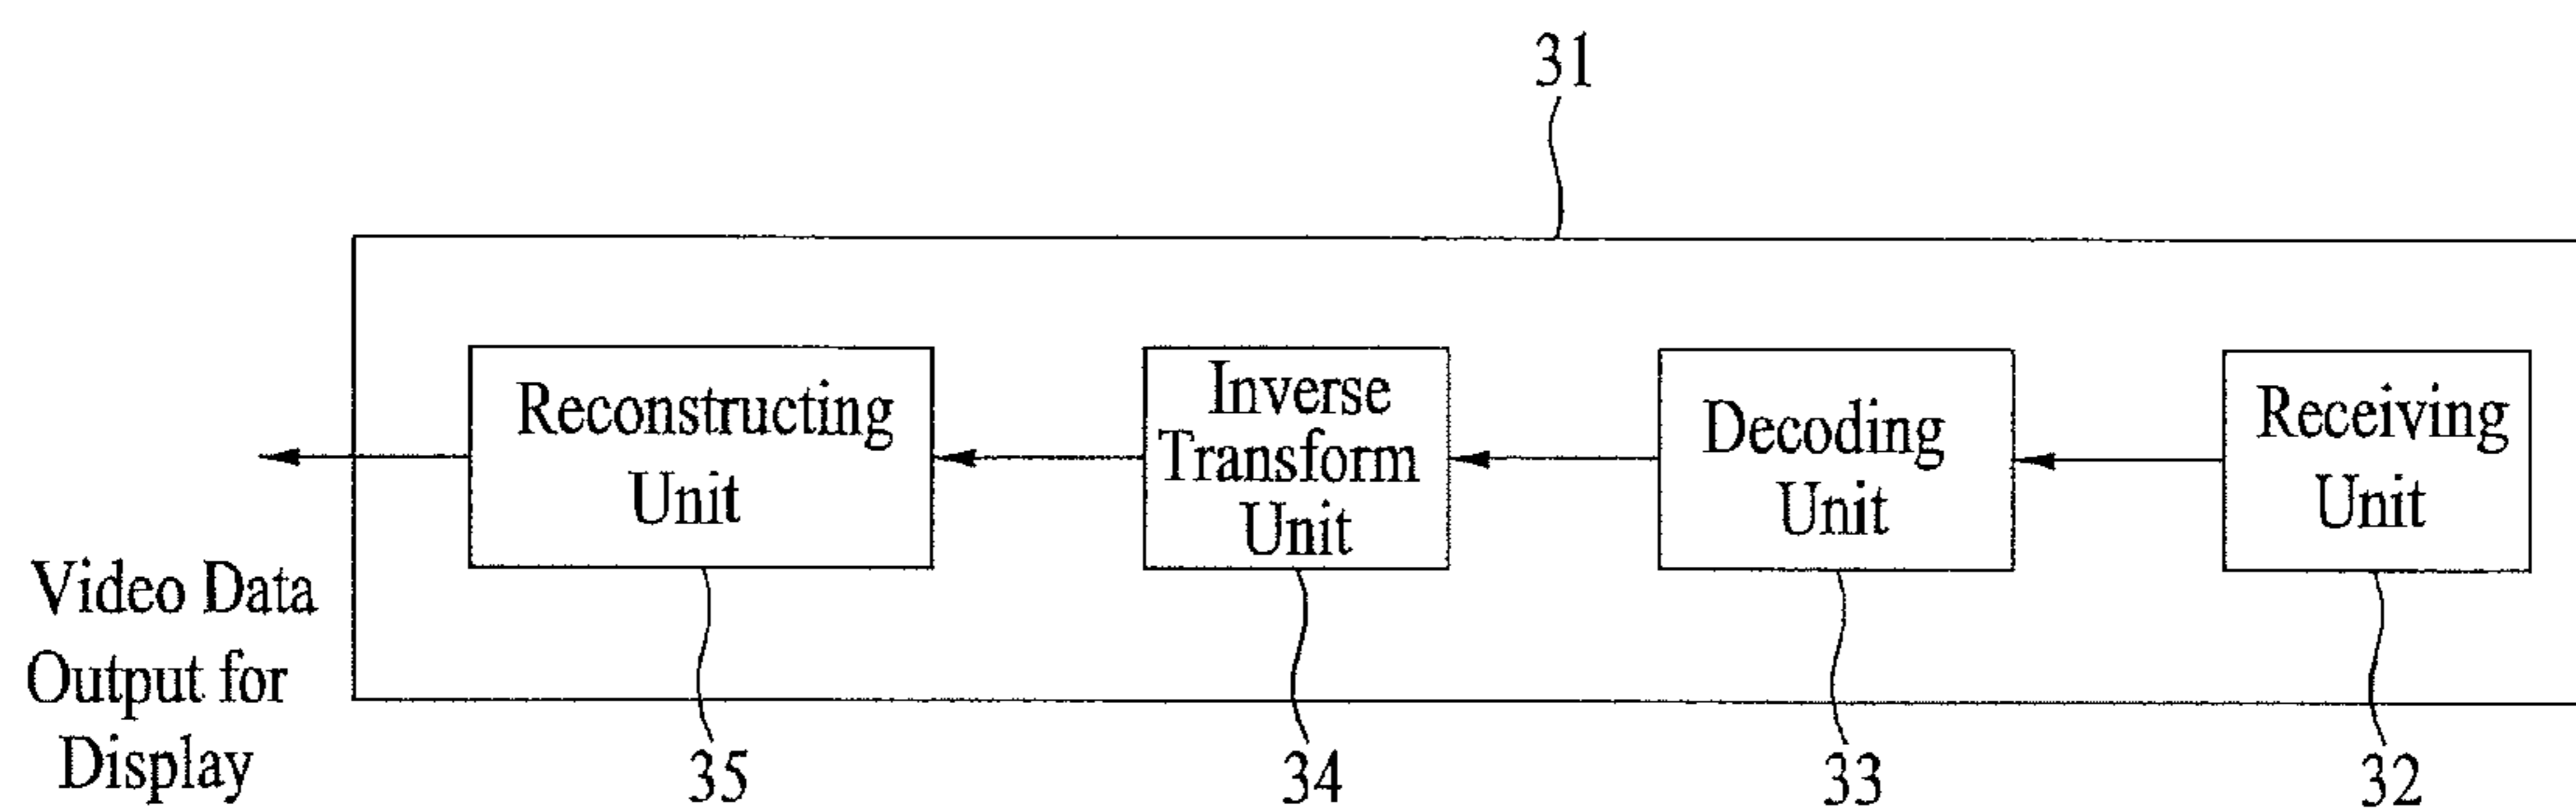 31
Reconstructing
Unit
Inverse
Transform
Unit
Decoding
Unit
Receiving
Unit
Video Data
Output for
Display
35
34
33
32